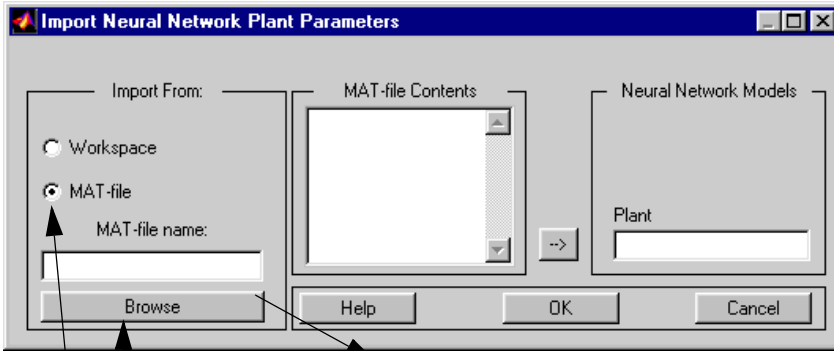 Import Neural Network Plant Parameters
Import From:
Workspace
MAT-file
MAT-file name:
Browse
MAT-file Contents
-->
Neural Network Models
Plant
Help
OK
Cancel